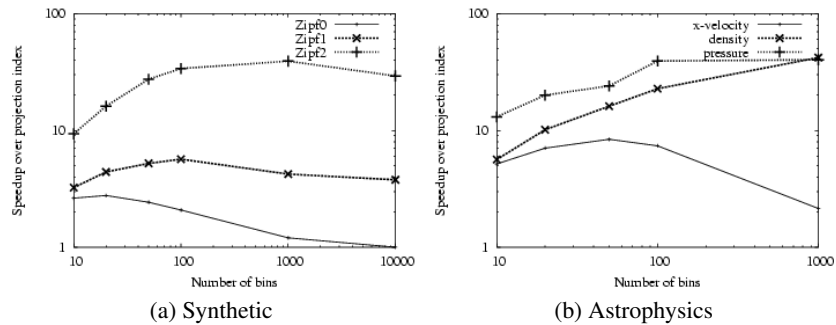 Speedup over projection index
100
10
1
10
100
1000
10000
Number of bins
Zipf0
Zipf1
Zipf2
(a) Synthetic
Speedup over projection index
100
10
1
10
100
1000
Number of bins
x-velocity
density
pressure
(b) Astrophysics